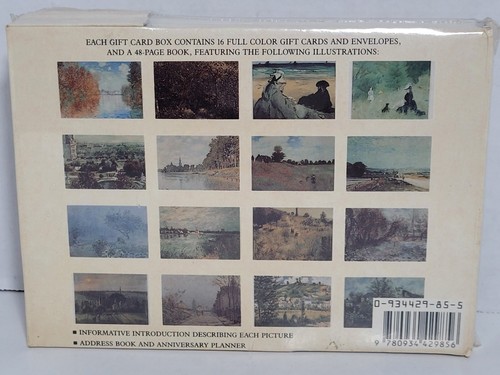 EACH GIFT CARD BOX CONTAINS 16 FULL COLOR GIFT CARDS AND ENVELOPES,
AND A 48-PAGE BOOK, FEATURING THE FOLLOWING ILLUSTRATIONS:
0-934429-85-5
9 780934 429856
■ INFORMATIVE INTRODUCTION DESCRIBING EACH PICTURE
■ ADDRESS BOOK AND ANNIVERSARY PLANNER